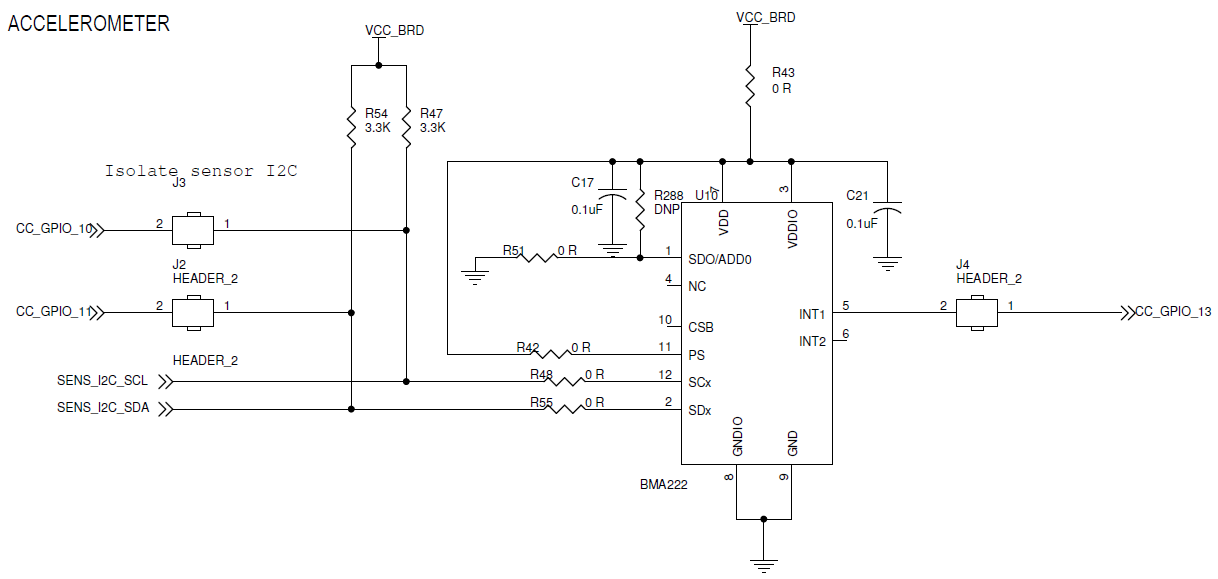 ACCELEROMETER
VCC_BRD
VCC_BRD
R43
0 R
R54
3.3K
R47
3.3K
Isolate sensor I2C
J3
CC_GPIO_10
2
1
J2
HEADER_2
CC_GPIO_11
2
1
HEADER_2
SENS_I2C_SCL
SENS_I2C_SDA
C17
0.1uF
R288
DNP
U10
7
3
VDD
VDDIO
C21
0.1uF
R51
0 R
1
SDO/ADD0
4
NC
10
CSB
R42
0 R
11
PS
R48
0 R
12
SCx
R55
0 R
2
SDx
INT1
5
INT2
6
J4
HEADER_2
2
1
CC_GPIO_13
GNDIO
GND
8
9
BMA222